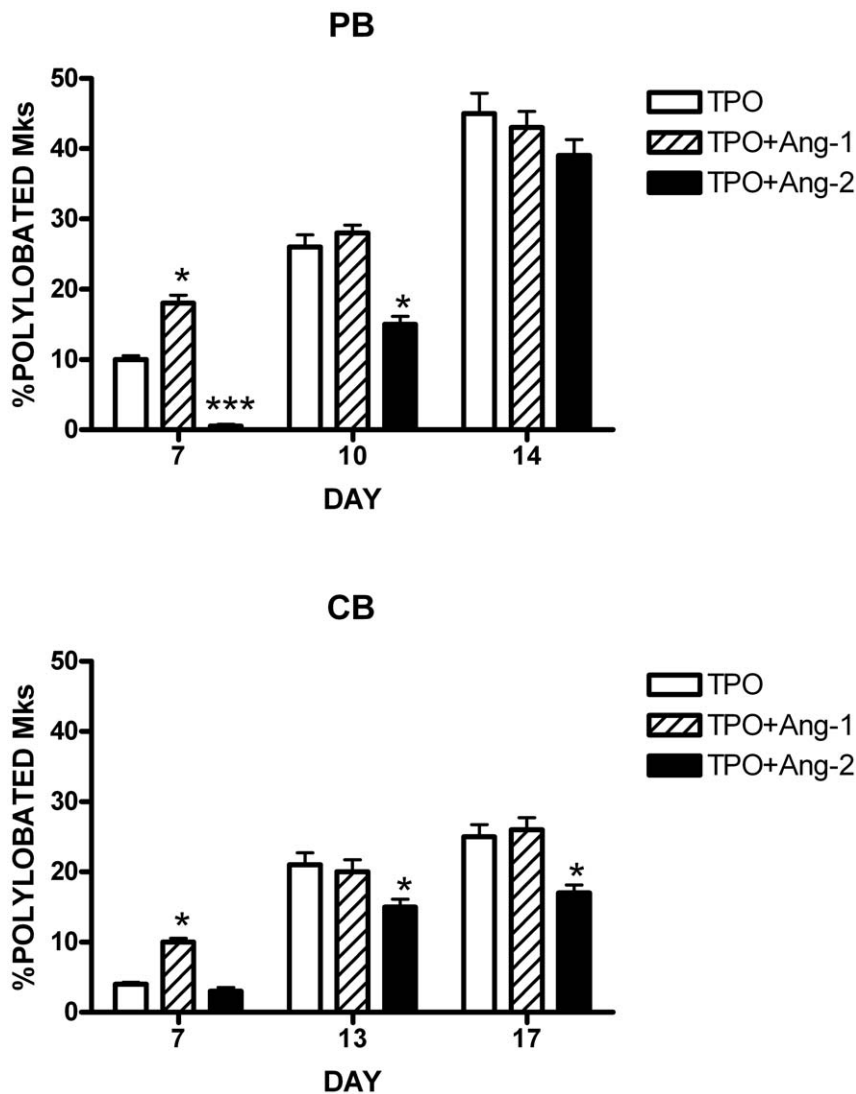 PB
%POLYLOBATED Mks
50
40
30
20
10
0
*
***
*
7
10
14
DAY
TPO
TPO+Ang-1
TPO+Ang-2
CB
%POLYLOBATED Mks
50
40
30
20
10
0
*
*
*
7
13
17
DAY
TPO
TPO+Ang-1
TPO+Ang-2